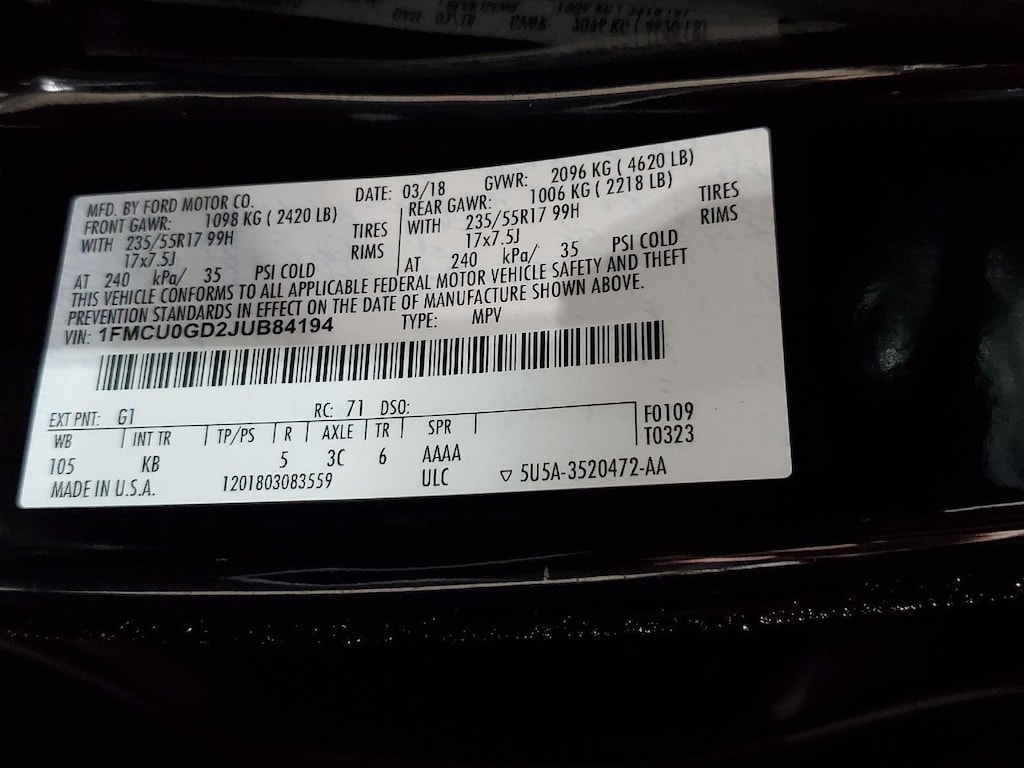 MFD. BY FORD MOTOR CO. DATE: 03/18 GVWR: 2096 KG ( 4620 LB)
FRONT GAWR: 1098 KG ( 2420 LB) REAR GAWR: 1006 KG ( 2218 LB)
WITH 235/55R17 99H TIRES WITH 235/55R17 99H TIRES
17x7.5J RIMS 17x7.5J RIMS
AT 240 kPa/ 35 PSI COLD AT 240 kPa/ 35 PSI COLD
THIS VEHICLE CONFORMS TO ALL APPLICABLE FEDERAL MOTOR VEHICLE SAFETY AND THEFT
PREVENTION STANDARDS IN EFFECT ON THE DATE OF MANUFACTURE SHOWN ABOVE.
VIN: 1FMCU0GD2JUB84194 TYPE: MPV
EXT PNT: G1 RC: 71 DSO:
WB INT TR TP/PS R AXLE TR SPR F0109
105 KB 5 3C 6 AAAA T0323
MADE IN U.S.A. 1201803083559 ULC ▽ 5U5A-3520472-AA